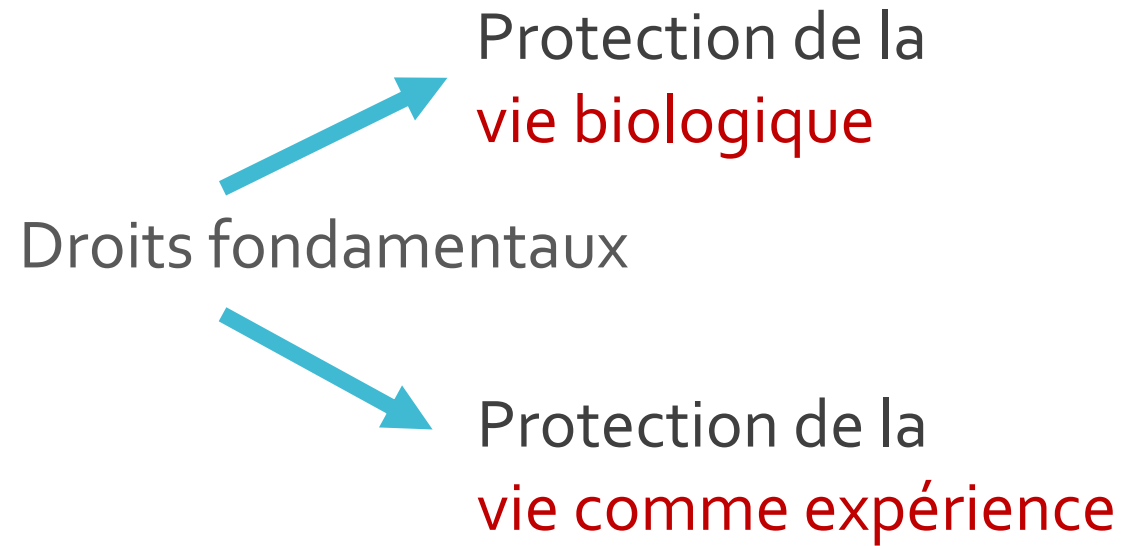 Protection de la
vie biologique
Droits fondamentaux
Protection de la
vie comme expérience